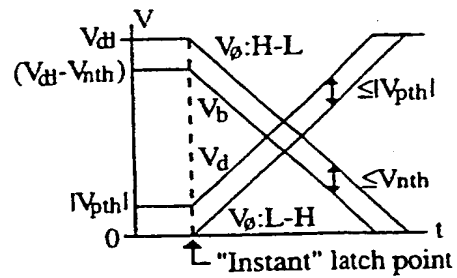 V
Vdd
Vø:H-L
(Vdd-Vnth)
≤|Vpth|
Vb
Vd
≤Vnth
|Vpth|
Vø:L-H
0
t
"Instant" latch point